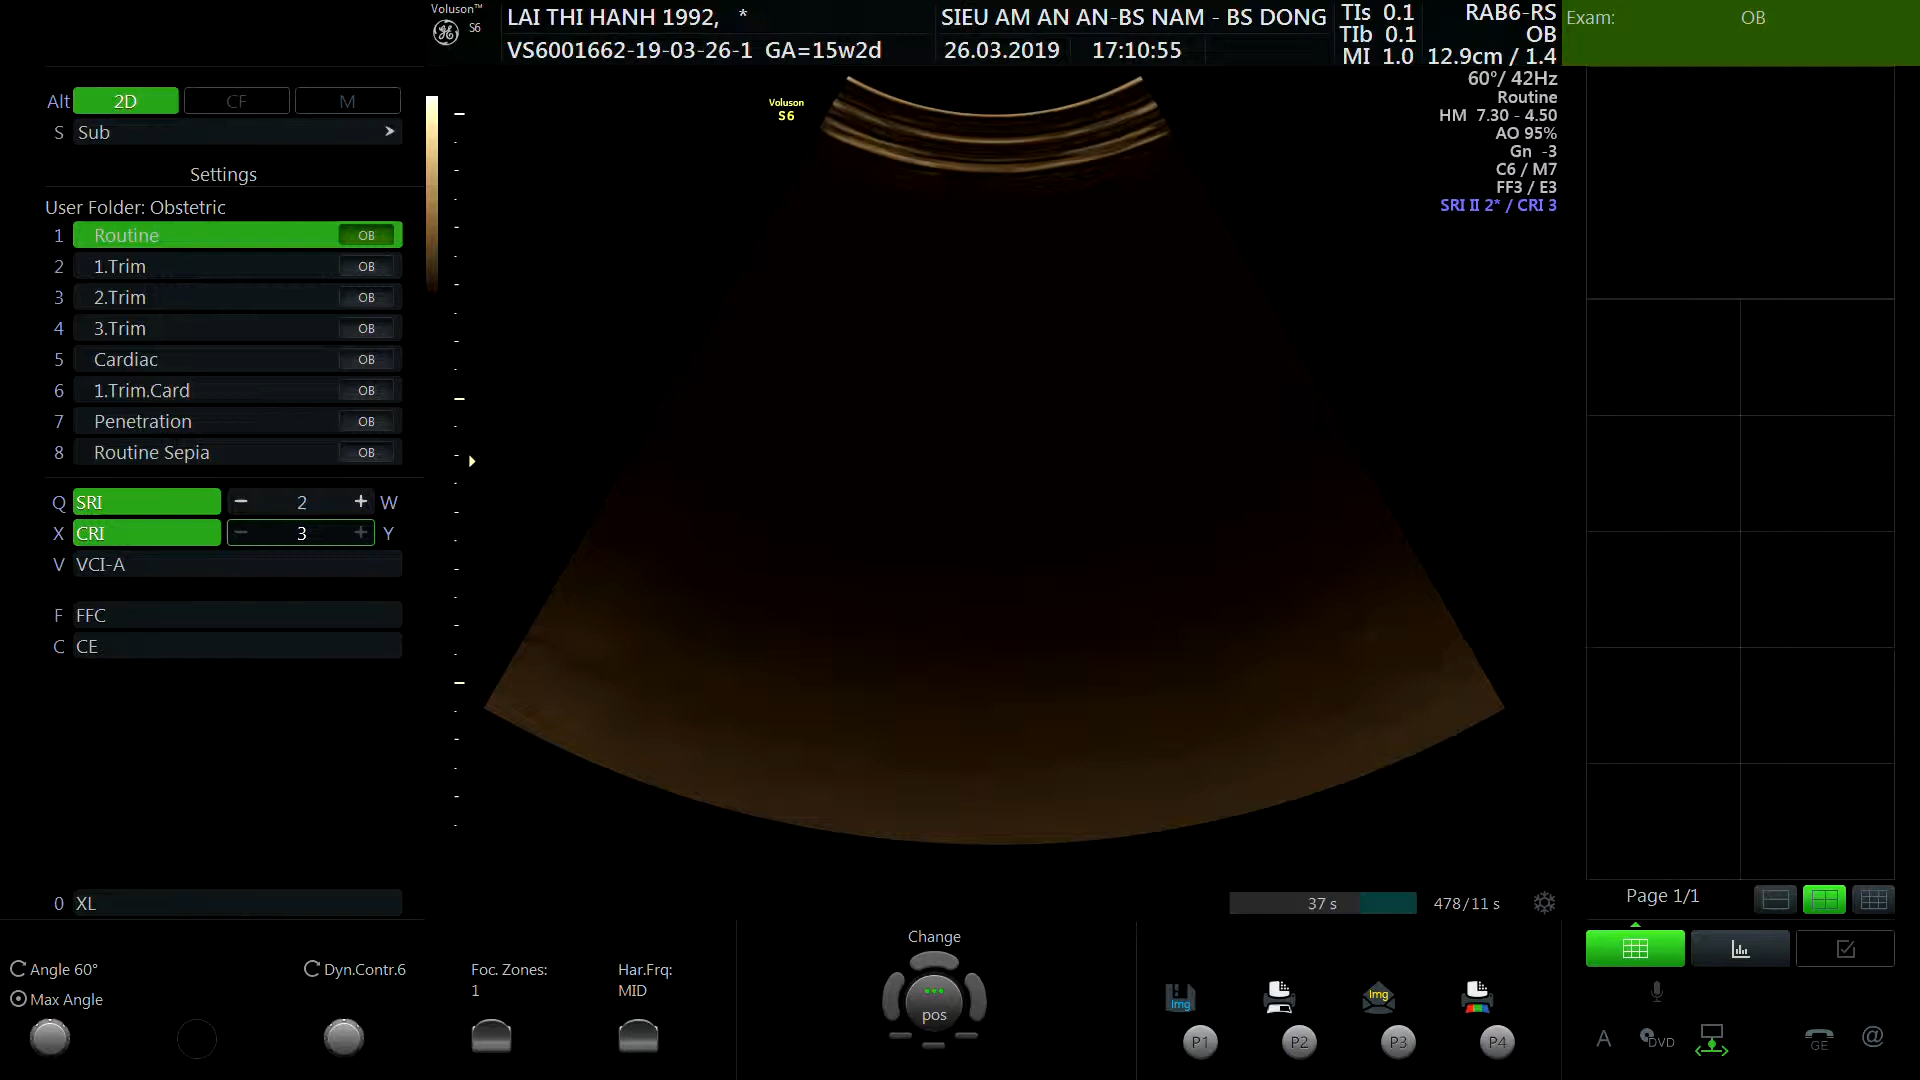 Voluson™
S6
LAI THI HANH 1992, *
VS6001662-19-03-26-1 GA=15w2d
SIEU AM AN AN-BS NAM - BS DONG
26.03.2019 17:10:55
TIs 0.1
TIb 0.1
MI 1.0
RAB6-RS
OB
12.9cm / 1.4
Exam: OB
60°/ 42Hz
Routine
HM 7.30 - 4.50
AO 95%
Gn -3
C6 / M7
FF3 / E3
SRI II 2* / CRI 3
Voluson
S6
Alt 2D CF M
S Sub >
Settings
User Folder: Obstetric
1 Routine OB
2 1.Trim OB
3 2.Trim OB
4 3.Trim OB
5 Cardiac OB
6 1.Trim.Card OB
7 Penetration OB
8 Routine Sepia OB
Q SRI - 2 + W
X CRI - 3 + Y
V VCI-A
F FFC
C CE
0 XL
37 s 478/11 s
Page 1/1
Angle 60°
Max Angle
Dyn.Contr.6
Foc. Zones:
1
Har.Frq:
MID
Change
pos
Img
Img
P1 P2 P3 P4
A DVD GE @